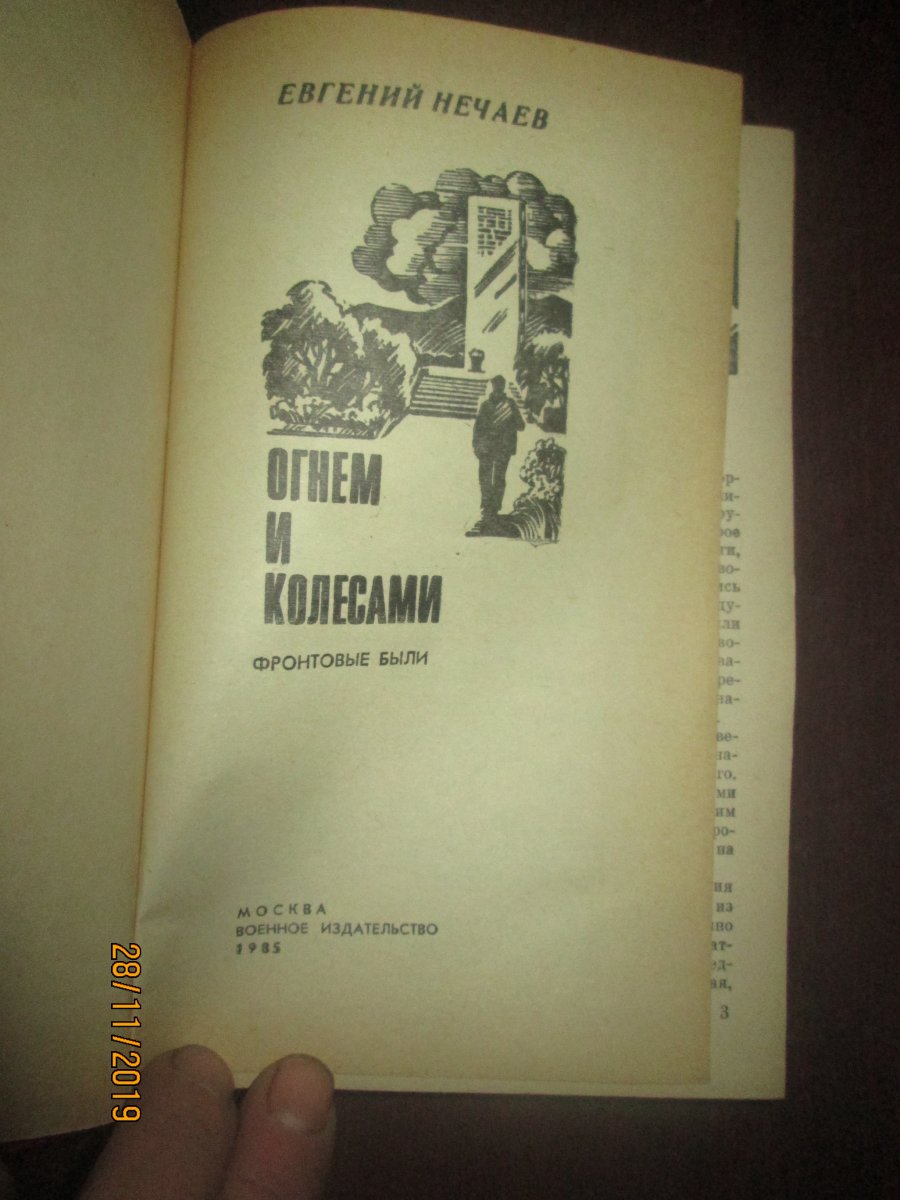 ЕВГЕНИЙ НЕЧАЕВ
ОГНЕМ
И
КОЛЕСАМИ
ФРОНТОВЫЕ БЫЛИ
МОСКВА
ВОЕННОЕ ИЗДАТЕЛЬСТВО
1985
3
28/11/2019